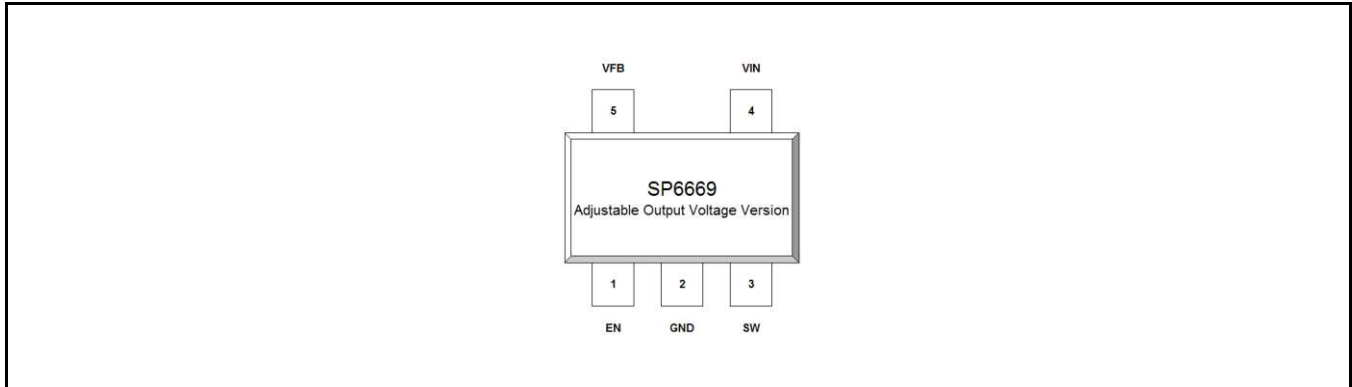 VFB VIN
5 4
SP6669
Adjustable Output Voltage Version
1 2 3
EN GND SW